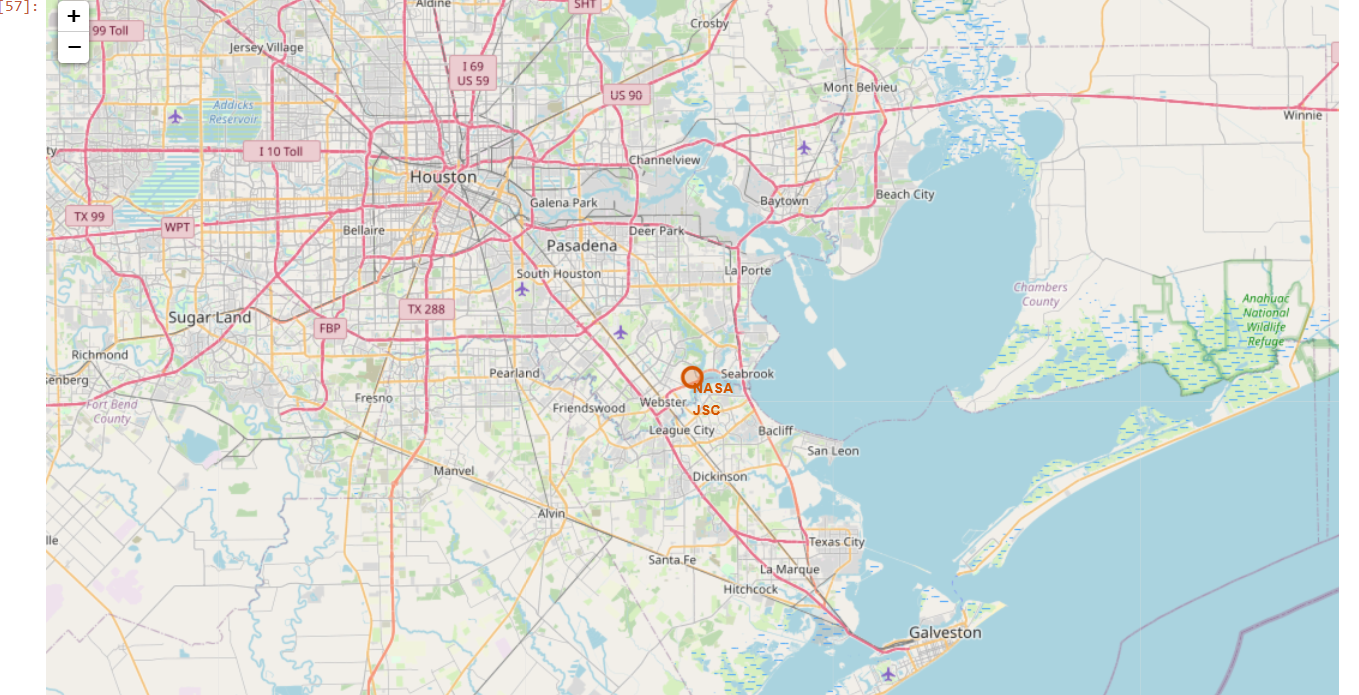 [57]:
+
−
Aldine
SHT
99 Toll
Crosby
Jersey Village
I 69
US 59
Mont Belvieu
US 90
Addicks
Reservoir
Winnie
I 10 Toll
Channelview
Houston
Beach City
Galena Park
Baytown
TX 99
WPT
Bellaire
Deer Park
Pasadena
La Porte
South Houston
Chambers
County
Anahuac
National
Wildlife
Refuge
TX 288
Sugar Land
FBP
Richmond
Pearland
Seabrook
senberg
NASA
JSC
Fresno
Webster
Fort Bend
County
Friendswood
League City
Bacliff
San Leon
Manvel
Dickinson
Alvin
lle
Texas City
Santa Fe
La Marque
Hitchcock
Galveston